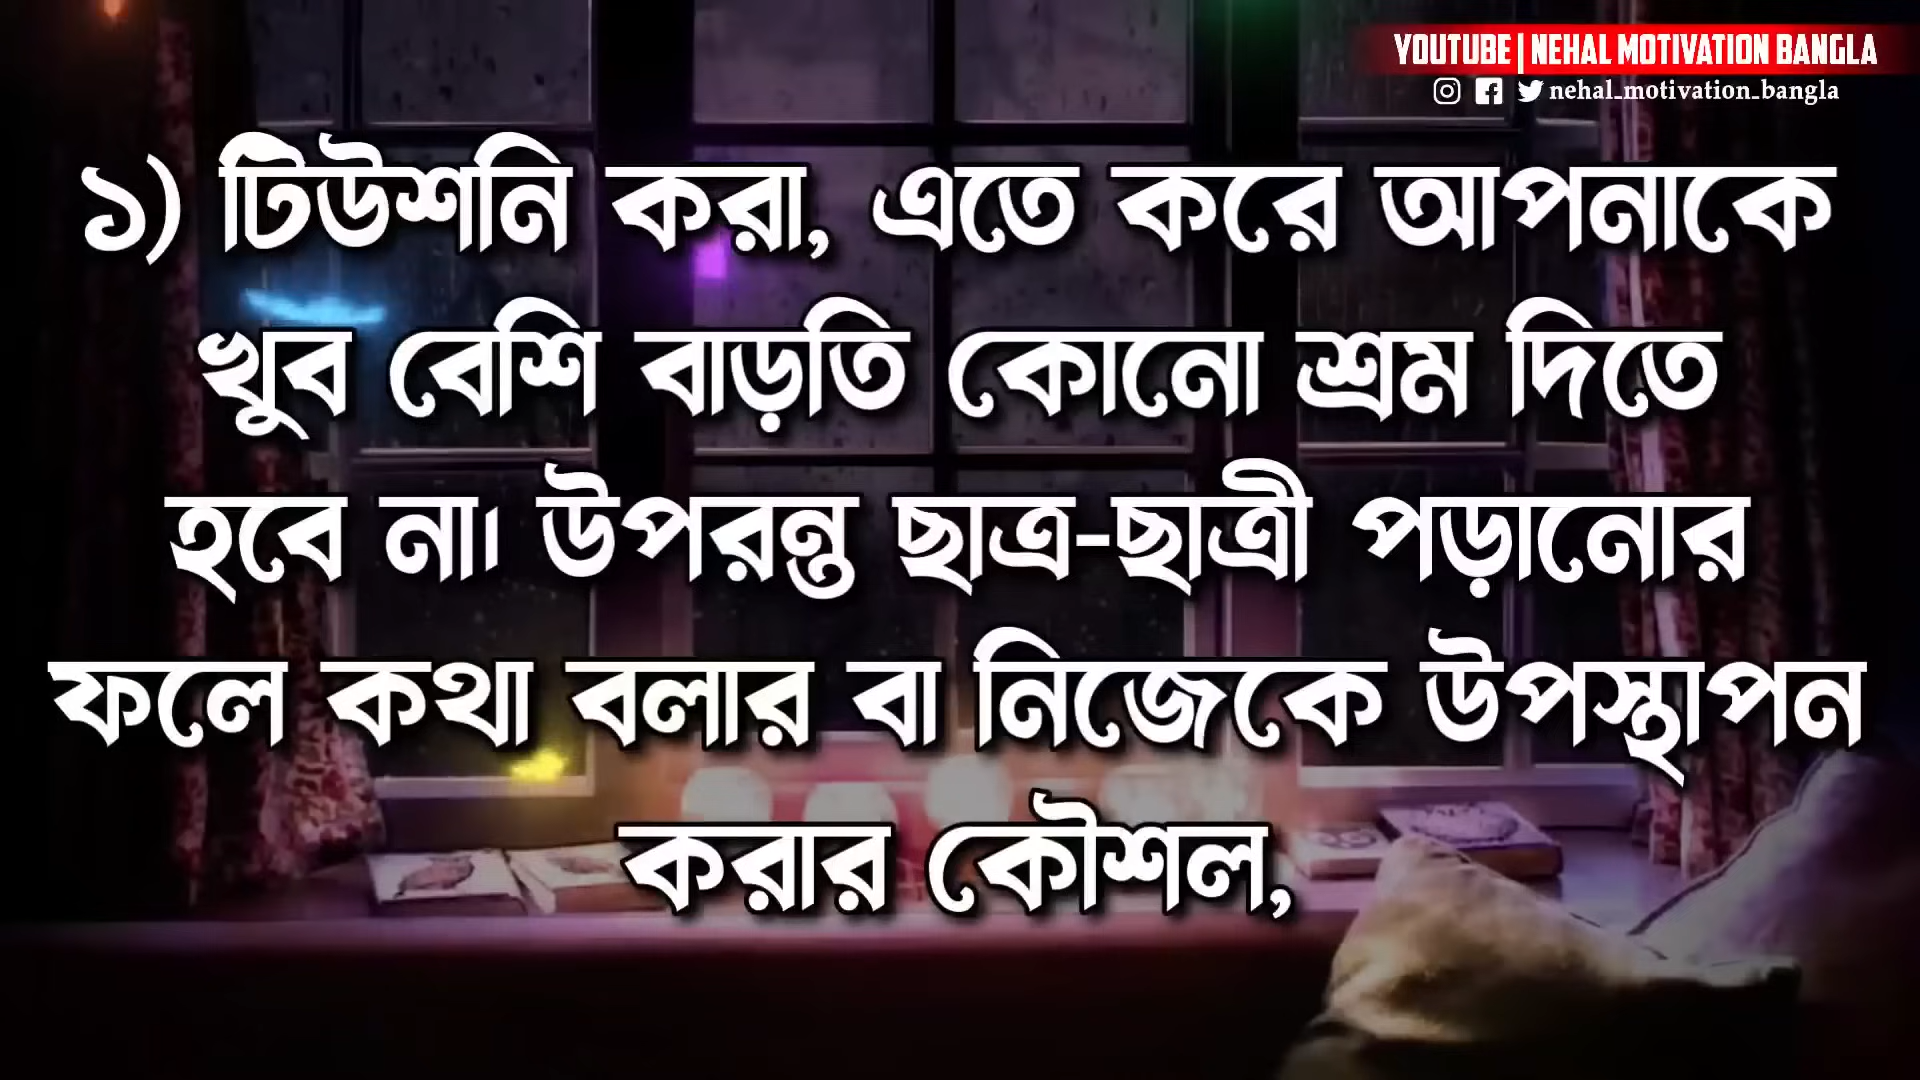 YOUTUBE | NEHAL MOTIVATION BANGLA
nehal_motivation_bangla
১) টিউশনি করা, এতে করে আপনাকে
খুব বেশি বাড়তি কোনো শ্রম দিতে
হবে না। উপরন্তু ছাত্র-ছাত্রী পড়ানোর
ফলে কথা বলার বা নিজেকে উপস্থাপন
করার কৌশল,